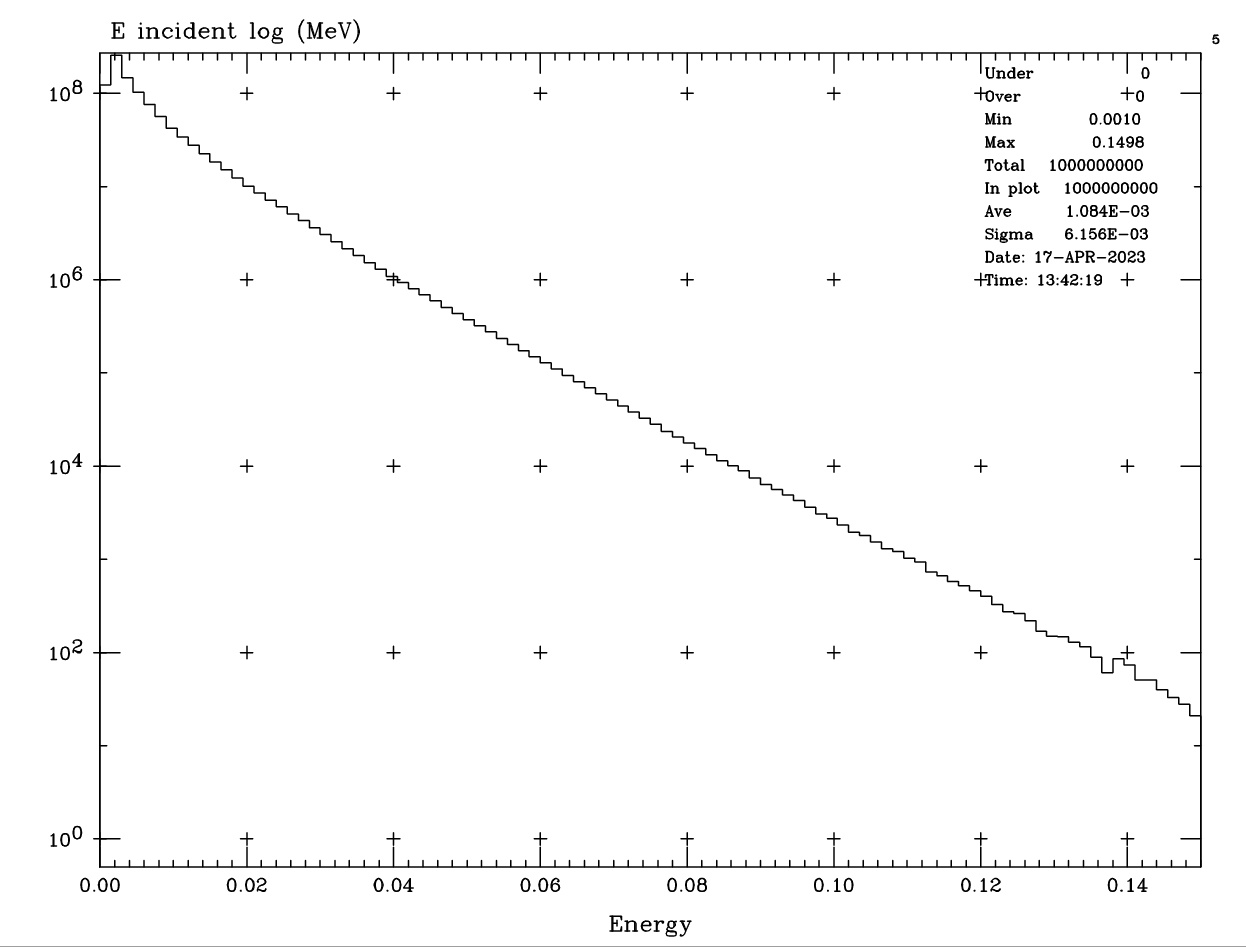 E incident log (MeV)
5
Under 0
10^8
Over 0
Min 0.0010
Max 0.1498
Total 1000000000
In plot 1000000000
Ave 1.084E-03
Sigma 6.156E-03
Date: 17-APR-2023
10^6
Time: 13:42:19
10^4
10^2
10^0
0.00 0.02 0.04 0.06 0.08 0.10 0.12 0.14
Energy